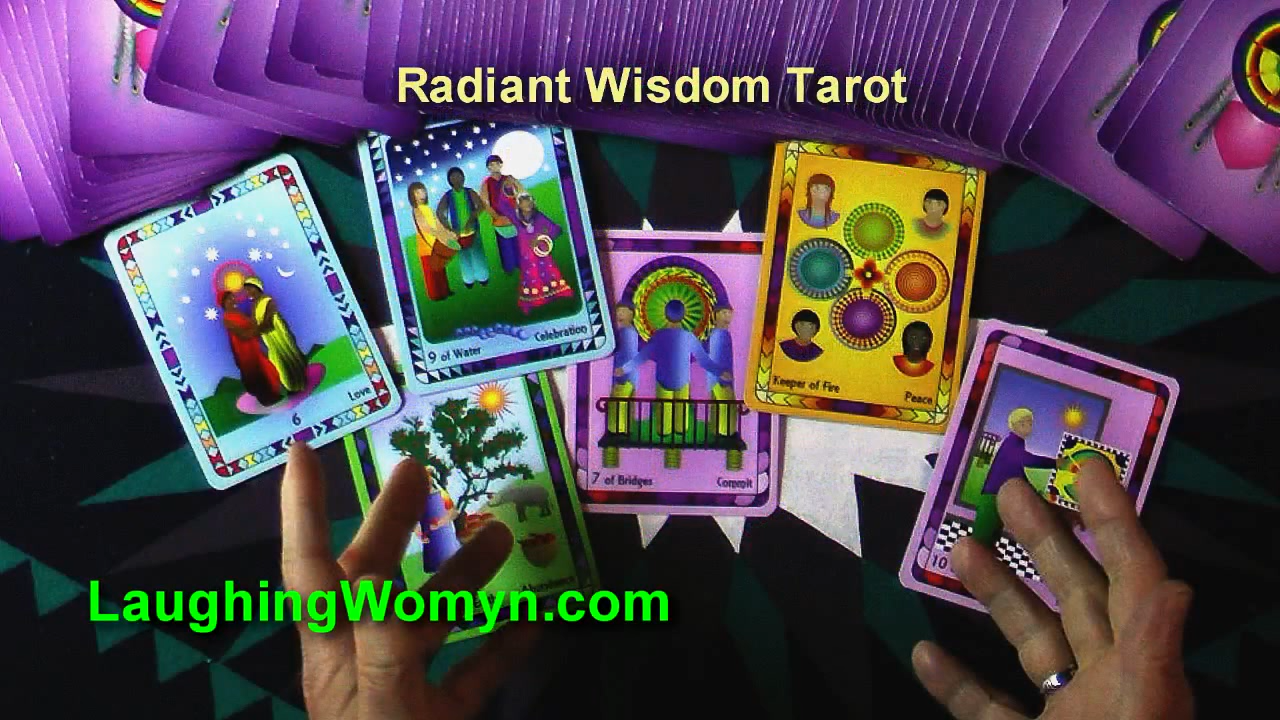 Radiant Wisdom Tarot
6
Love
9 of Water
Celebration
7 of Bridges
Commit
Keeper of Fire
Peace
Abundance
10
LaughingWomyn.com